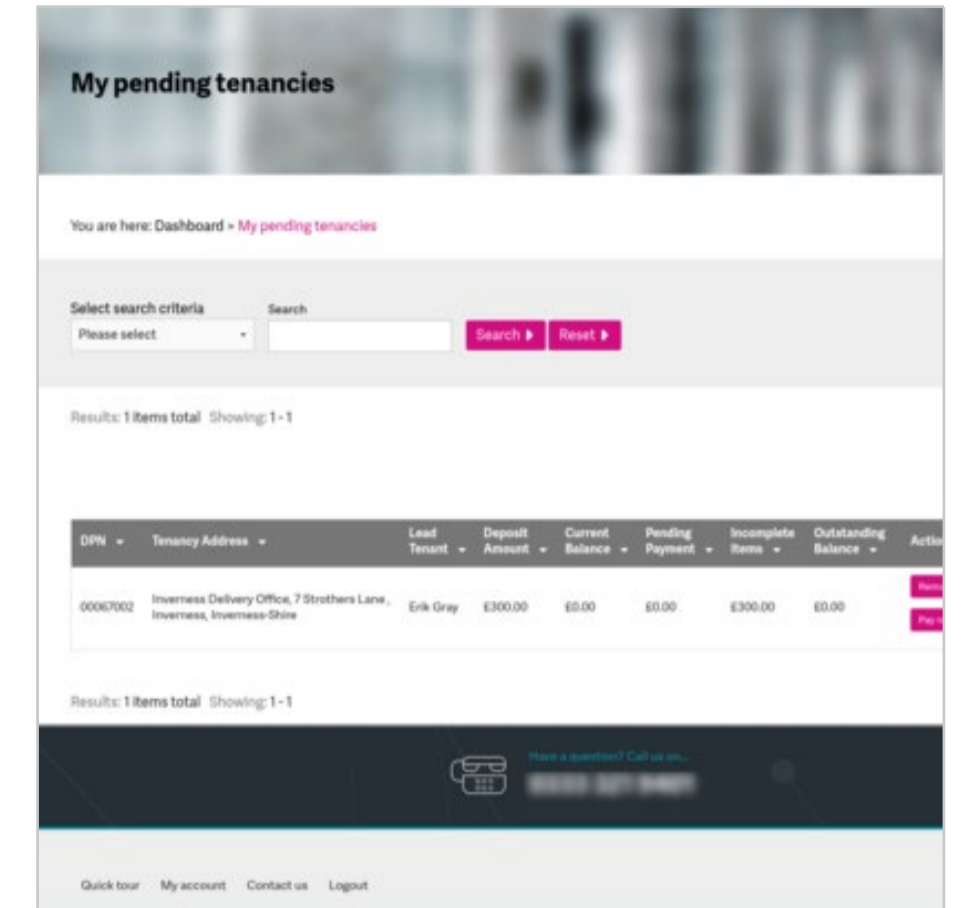 My pending tenancies
You are here: Dashboard > My pending tenancies
Select search criteria
Search
Please select
Search
Reset
Results: 1 items total Showing: 1 - 1
DPN
Tenancy Address
Lead Tenant
Deposit Amount
Current Balance
Pending Payment
Incomplete Items
Outstanding Balance
Actio
00067002
Inverness Delivery Office, 7 Strothers Lane ,
Inverness, Inverness-Shire
Erik Gray
£300.00
£0.00
£0.00
£300.00
£0.00
Pay
Results: 1 items total Showing: 1 - 1
Have a question? Call us on...
Quick tour
My account
Contact us
Logout